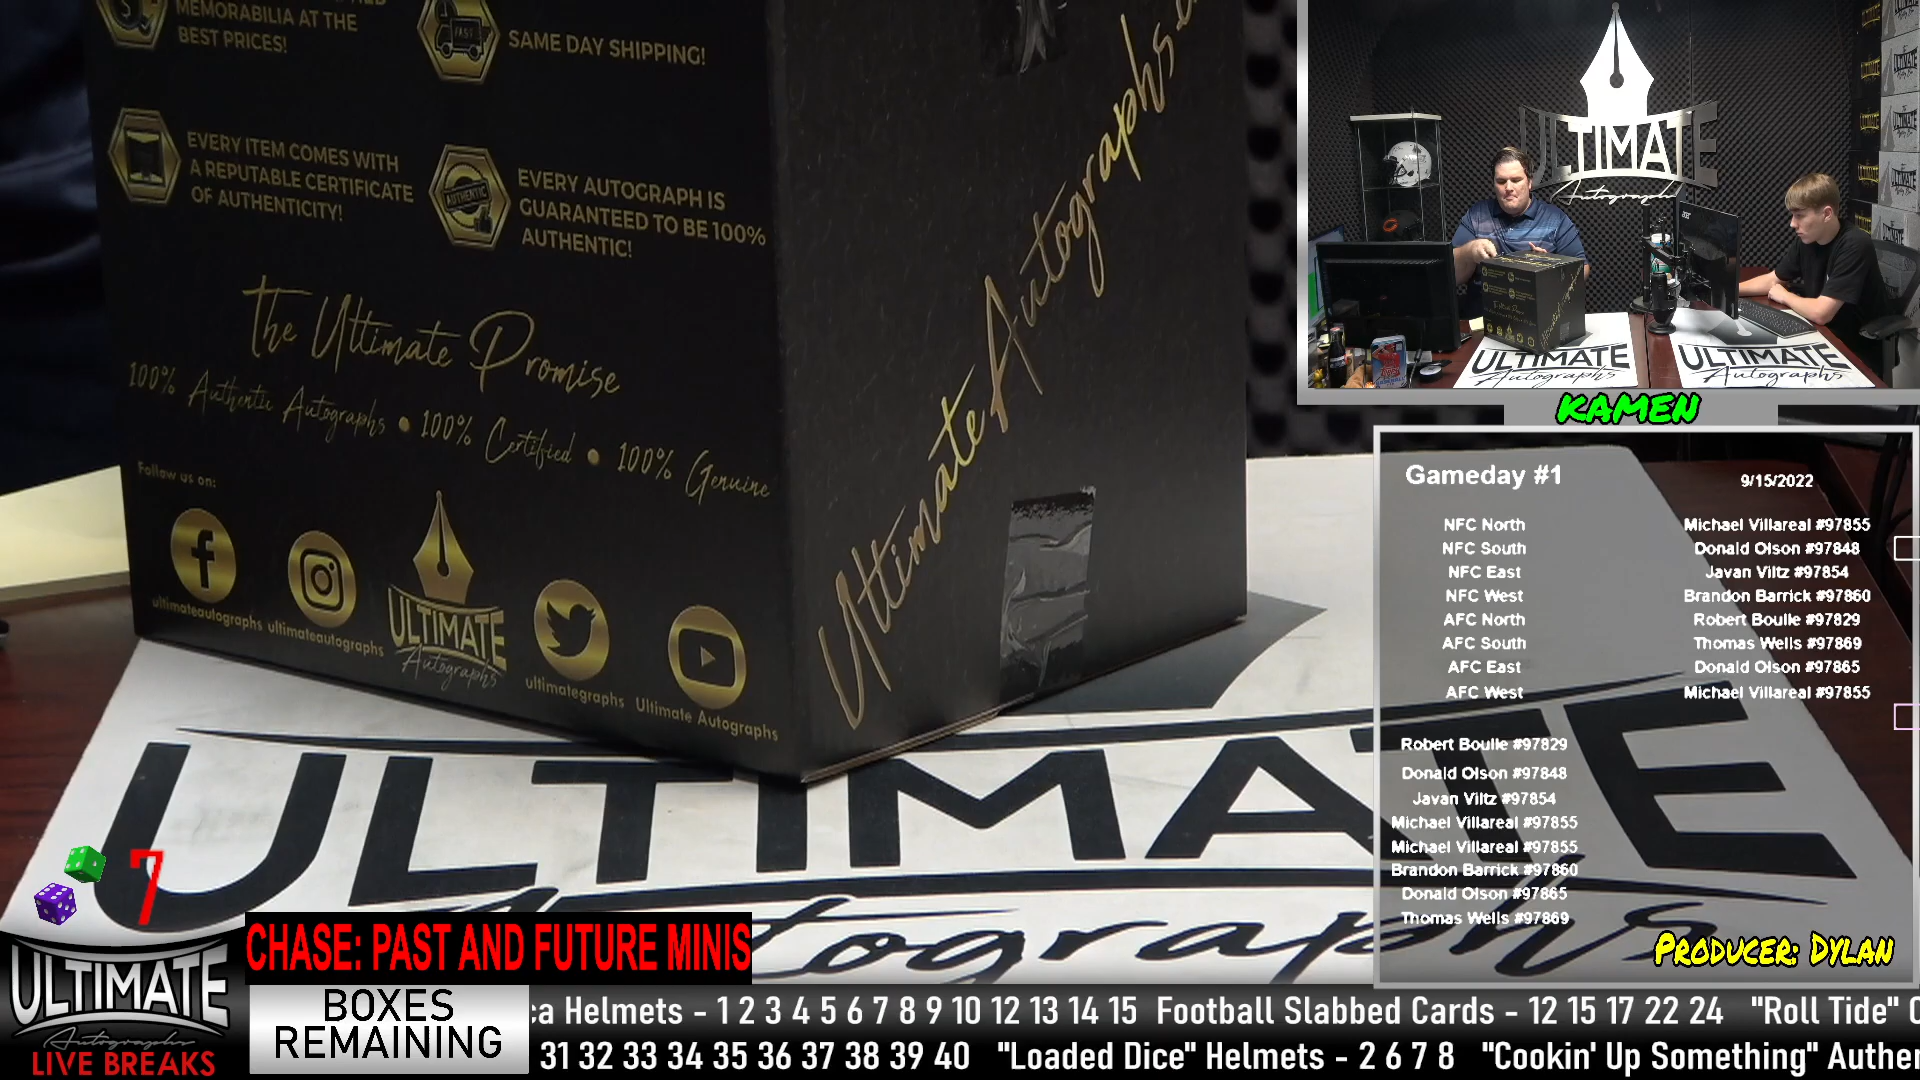 MEMORABILIA AT THE
BEST PRICES!
FAST
SAME DAY SHIPPING!
EVERY ITEM COMES WITH
A REPUTABLE CERTIFICATE
OF AUTHENTICITY!
AUTHENTIC
EVERY AUTOGRAPH IS
GUARANTEED TO BE 100%
AUTHENTIC!
The Ultimate Promise
100% Authentic Autographs • 100% Certified • 100% Genuine
Follow us on:
ultimateautographs
ultimateautographs
ULTIMATE
Autographs
ultimategraphs
Ultimate Autographs
Ultimate Autographs
ULTIMATE
Autographs
ULTIMATE
Autographs
ULTIMATE
Autographs
ULTIMATE
Autographs
KAMEN
Gameday #1
9/15/2022
NFC North Michael Villareal #97855
NFC South Donald Olson #97848
NFC East Javan Viltz #97854
NFC West Brandon Barrick #97860
AFC North Robert Boulle #97829
AFC South Thomas Wells #97869
AFC East Donald Olson #97865
AFC West Michael Villareal #97855
Robert Boulle #97829
Donald Olson #97848
Javan Viltz #97854
Michael Villareal #97855
Michael Villareal #97855
Brandon Barrick #97860
Donald Olson #97865
Thomas Wells #97869
PRODUCER: DYLAN
7
CHASE: PAST AND FUTURE MINIS
ULTIMATE
Autographs
LIVE BREAKS
BOXES
REMAINING
ca Helmets - 1 2 3 4 5 6 7 8 9 10 12 13 14 15 Football Slabbed Cards - 12 15 17 22 24 "Roll Tide"
31 32 33 34 35 36 37 38 39 40 "Loaded Dice" Helmets - 2 6 7 8 "Cookin' Up Something" Authen